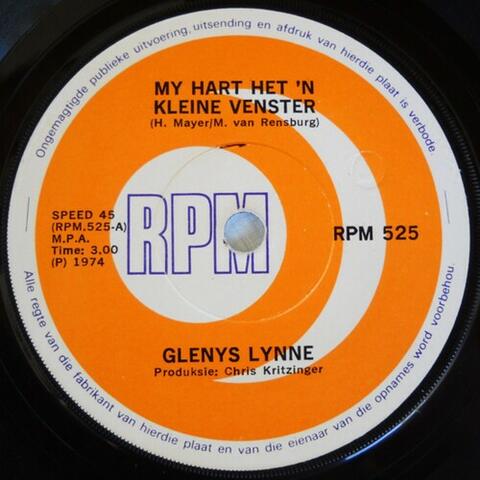 Ongemagtigde publieke uitvoering, uitsending en afdruk van hierdie plaat is verbode.
MY HART HET 'N
KLEINE VENSTER
(H. Mayer/M. van Rensburg)
SPEED 45
(RPM.525-A)
M.P.A.
Time: 3.00
(P) 1974
RPM
RPM 525
GLENYS LYNNE
Produksie: Chris Kritzinger
Alle regte van die fabrikant van hierdie plaat en van die eienaar van die opnames word voorbehou.